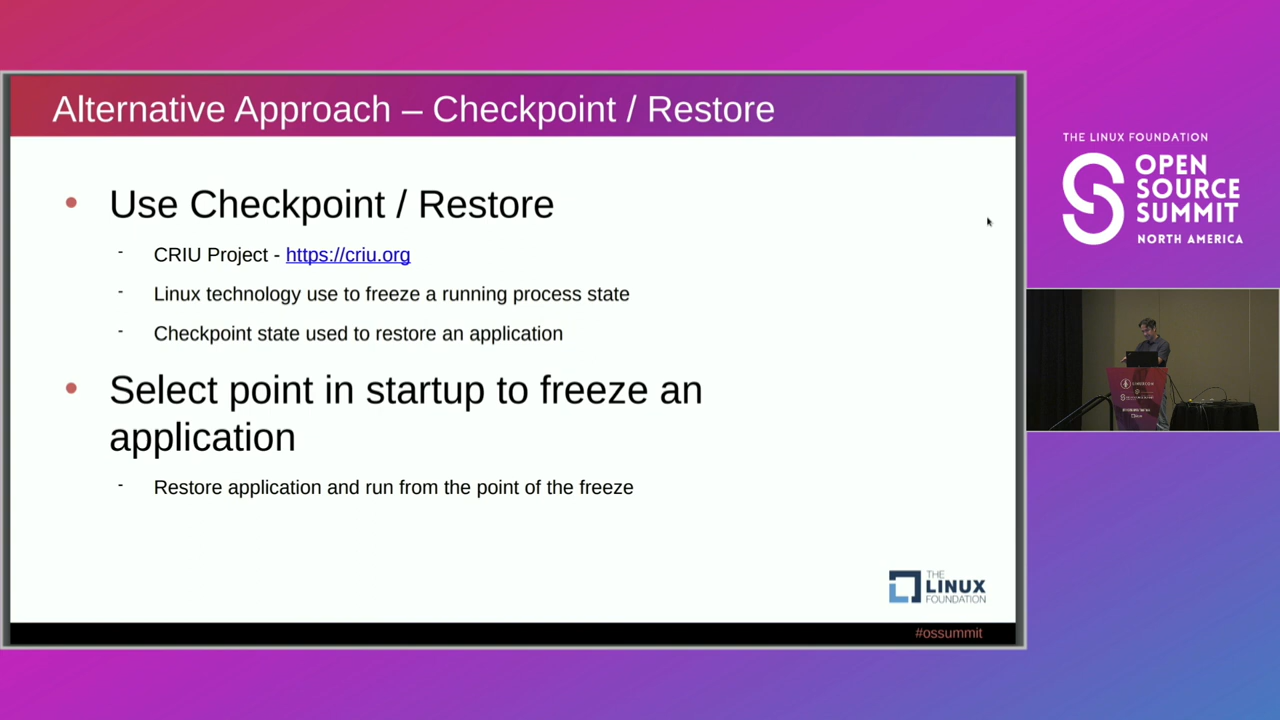 Alternative Approach – Checkpoint / Restore
• Use Checkpoint / Restore
- CRIU Project - https://criu.org
- Linux technology use to freeze a running process state
- Checkpoint state used to restore an application
• Select point in startup to freeze an
application
- Restore application and run from the point of the freeze
THE
LINUX
FOUNDATION
#ossummit
THE LINUX FOUNDATION
OPEN
SOURCE
SUMMIT
NORTH AMERICA